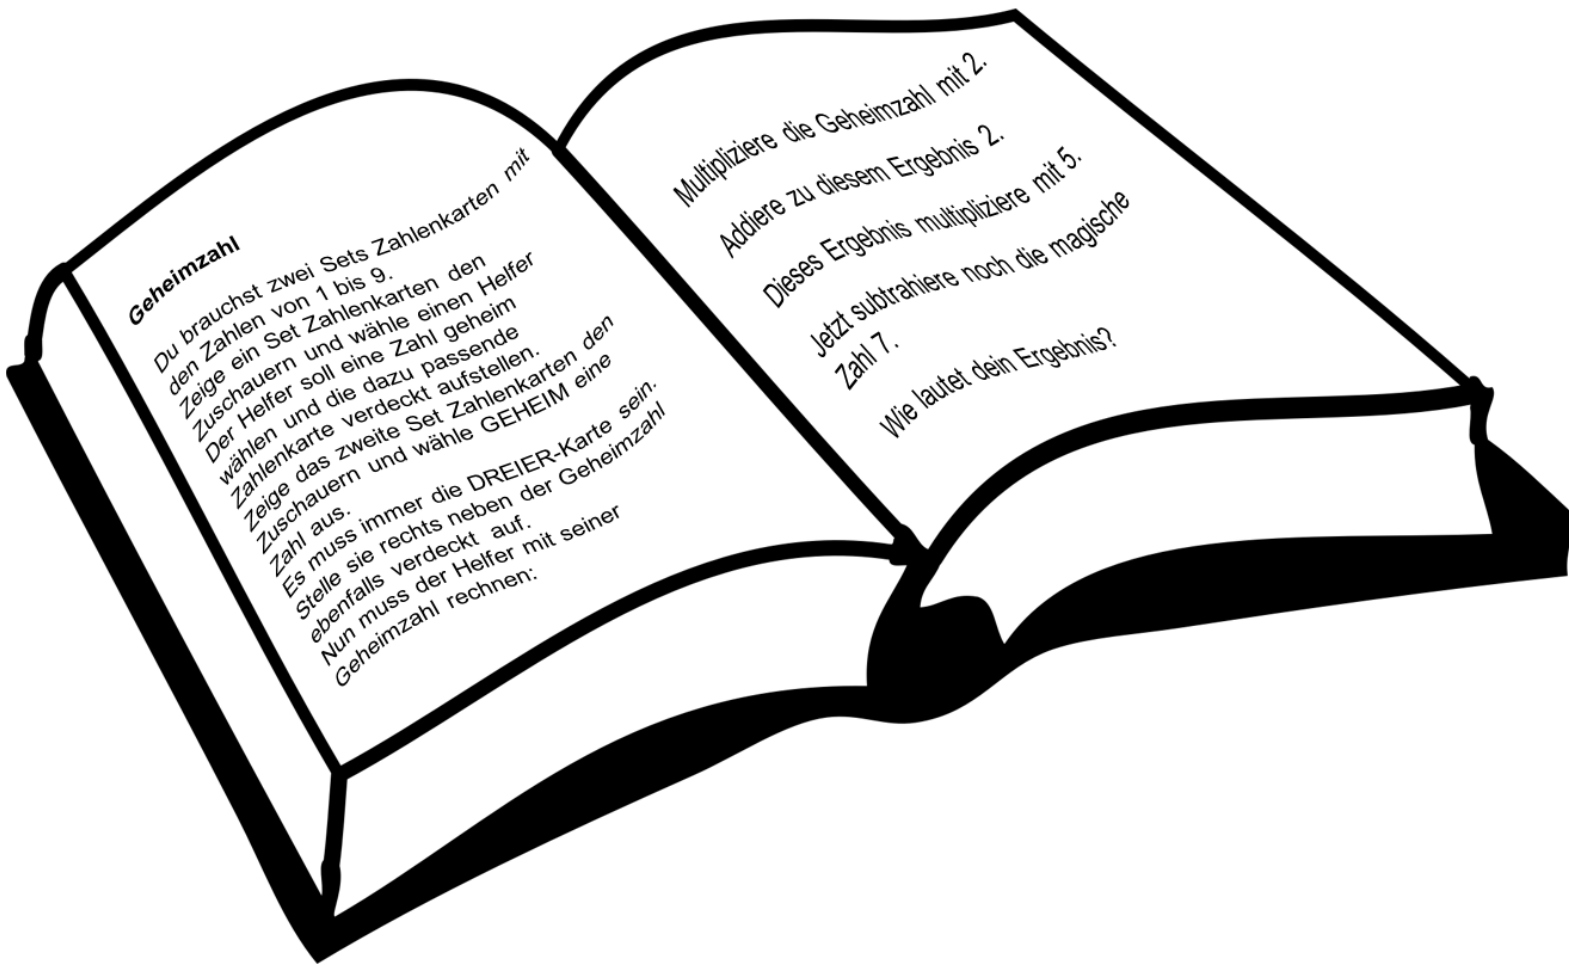 Geheimzahl
Du brauchst zwei Sets Zahlenkarten mit
den Zahlen von 1 bis 9.
Zeige ein Set Zahlenkarten den
Zuschauern und wähle einen Helfer
Der Helfer soll eine Zahl geheim
wählen und die dazu passende
Zahlenkarte verdeckt aufstellen.
Zeige das zweite Set Zahlenkarten den
Zuschauern und wähle GEHEIM eine
Zahl aus.
Es muss immer die DREIER-Karte sein.
Stelle sie rechts neben der Geheimzahl
ebenfalls verdeckt auf.
Nun muss der Helfer mit seiner
Geheimzahl rechnen:
Multipliziere die Geheimzahl mit 2.
Addiere zu diesem Ergebnis 2.
Dieses Ergebnis multipliziere mit 5.
Jetzt subtrahiere noch die magische
Zahl 7.
Wie lautet dein Ergebnis?